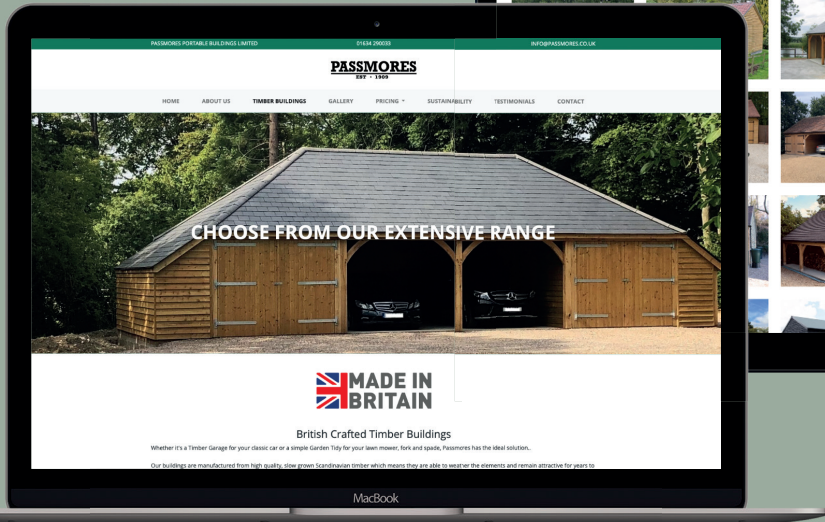 PASSMORES PORTABLE BUILDINGS LIMITED
01634 290033
INFO@PASSMORES.CO.UK
PASSMORES
EST • 1909
HOME ABOUT US TIMBER BUILDINGS GALLERY PRICING SUSTAINABILITY TESTIMONIALS CONTACT
CHOOSE FROM OUR EXTENSIVE RANGE
MADE IN
BRITAIN
British Crafted Timber Buildings
Whether it's a Timber Garage for your classic car or a simple Garden Tidy for your lawn mower, fork and spade, Passmores has the ideal solution..
Our buildings are manufactured from high quality, slow grown Scandinavian timber which means they are able to weather the elements and remain attractive for years to
MacBook